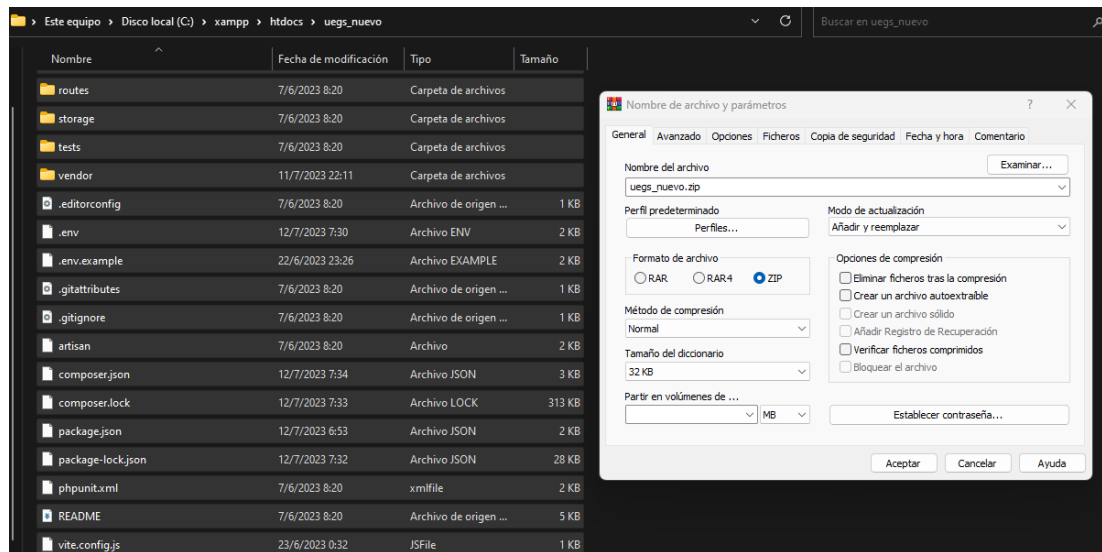 Este equipo > Disco local (C:) > xampp > htdocs > uegs_nuevo
Buscar en uegs_nuevo
Nombre Fecha de modificación Tipo Tamaño
routes 7/6/2023 8:20 Carpeta de archivos
storage 7/6/2023 8:20 Carpeta de archivos
tests 7/6/2023 8:20 Carpeta de archivos
vendor 11/7/2023 22:11 Carpeta de archivos
.editorconfig 7/6/2023 8:20 Archivo de origen ... 1 KB
.env 12/7/2023 7:30 Archivo ENV 2 KB
.env.example 22/6/2023 23:26 Archivo EXAMPLE 2 KB
.gitattributes 7/6/2023 8:20 Archivo de origen ... 1 KB
.gitignore 7/6/2023 8:20 Archivo de origen ... 1 KB
artisan 7/6/2023 8:20 Archivo 2 KB
composer.json 12/7/2023 7:34 Archivo JSON 3 KB
composer.lock 12/7/2023 7:33 Archivo LOCK 313 KB
package.json 12/7/2023 6:53 Archivo JSON 2 KB
package-lock.json 12/7/2023 7:32 Archivo JSON 28 KB
phpunit.xml 7/6/2023 8:20 xmlfile 2 KB
README 7/6/2023 8:20 Archivo de origen ... 5 KB
vite.config.js 23/6/2023 0:32 JSFile 1 KB
Nombre de archivo y parámetros ? ×
General Avanzado Opciones Ficheros Copia de seguridad Fecha y hora Comentario
Nombre del archivo
Examinar...
uegs_nuevo.zip
Perfil predeterminado
Perfiles...
Modo de actualización
Añadir y reemplazar
Formato de archivo
RAR RAR4 ZIP
Método de compresión
Normal
Tamaño del diccionario
32 KB
Partir en volúmenes de ...
MB
Opciones de compresión
Eliminar ficheros tras la compresión
Crear un archivo autoextraíble
Crear un archivo sólido
Añadir Registro de Recuperación
Verificar ficheros comprimidos
Bloquear el archivo
Establecer contraseña...
Aceptar Cancelar Ayuda